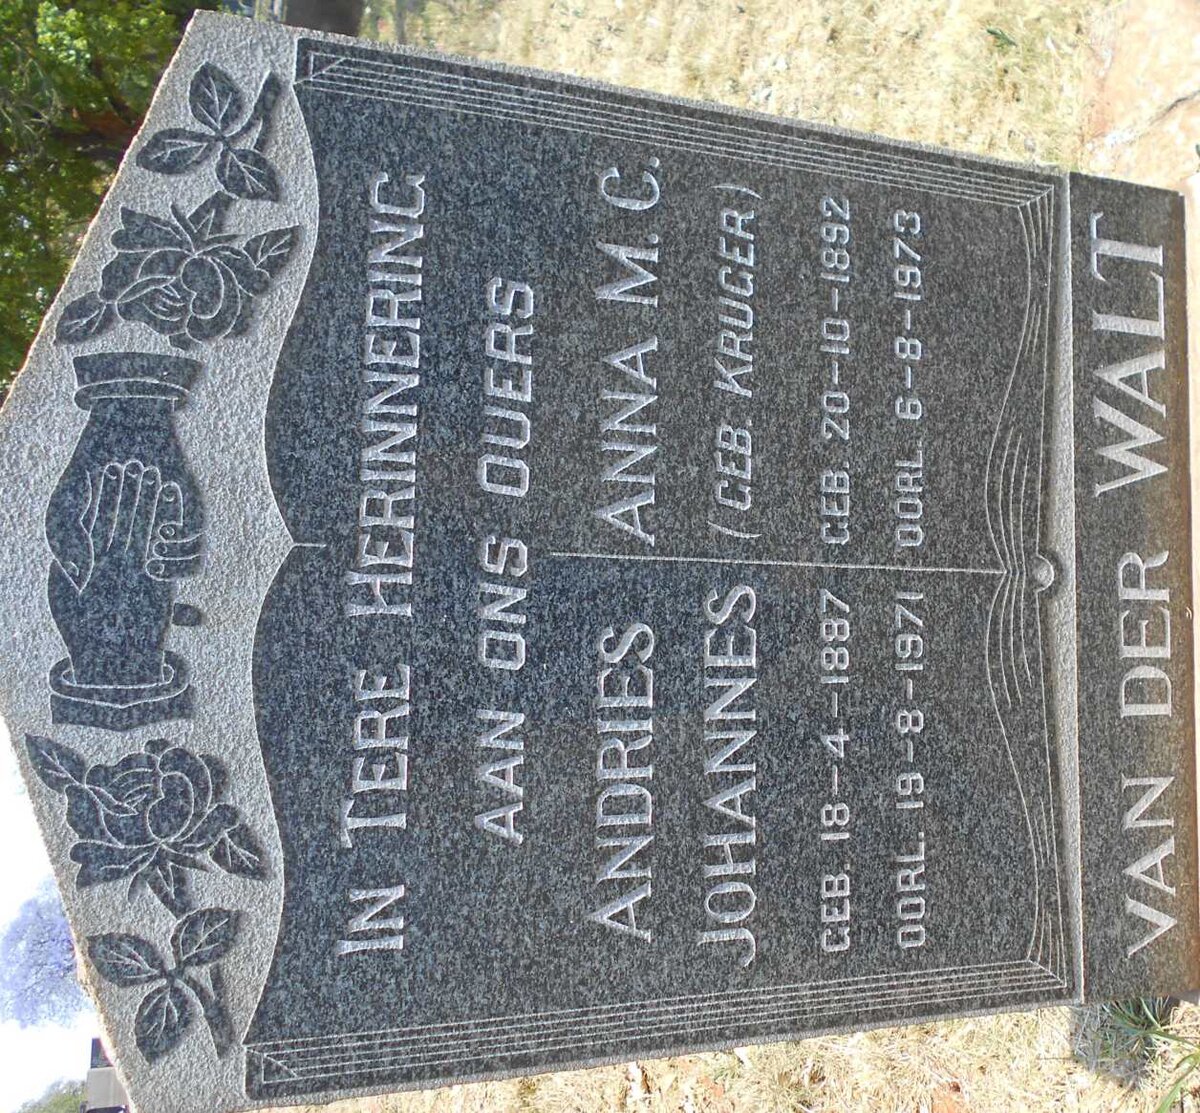 IN TERE HERINNERING
AAN ONS OUERS
ANDRIES
JOHANNES
GEB. 18-4-1887
OORL. 19-8-1971
ANNA M. C.
(GEB. KRUGER)
GEB. 20-10-1892
OORL. 6-8-1973
VAN DER WALT